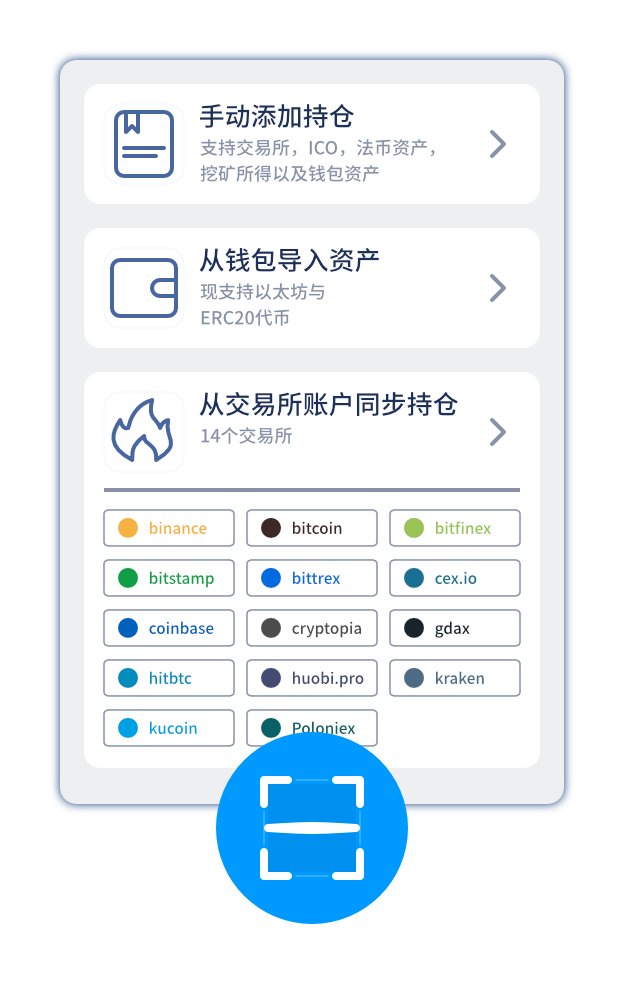 手动添加持仓
支持交易所，ICO，法币资产，
挖矿所得以及钱包资产
从钱包导入资产
现支持以太坊与
ERC20代币
从交易所账户同步持仓
14个交易所
binance
bitcoin
bitfinex
bitstamp
bittrex
cex.io
coinbase
cryptopia
gdax
hitbtc
huobi.pro
kraken
kucoin
Poloniex